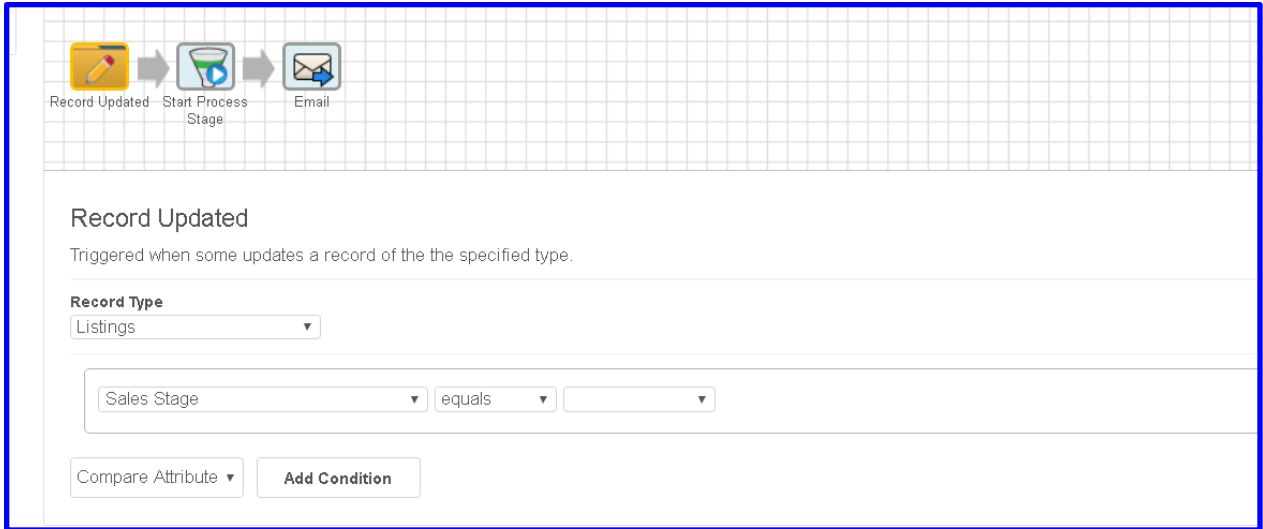 Record Updated
Start Process
Stage
Email
Record Updated
Triggered when some updates a record of the the specified type.
Record Type
Listings
Sales Stage
equals
Compare Attribute
Add Condition